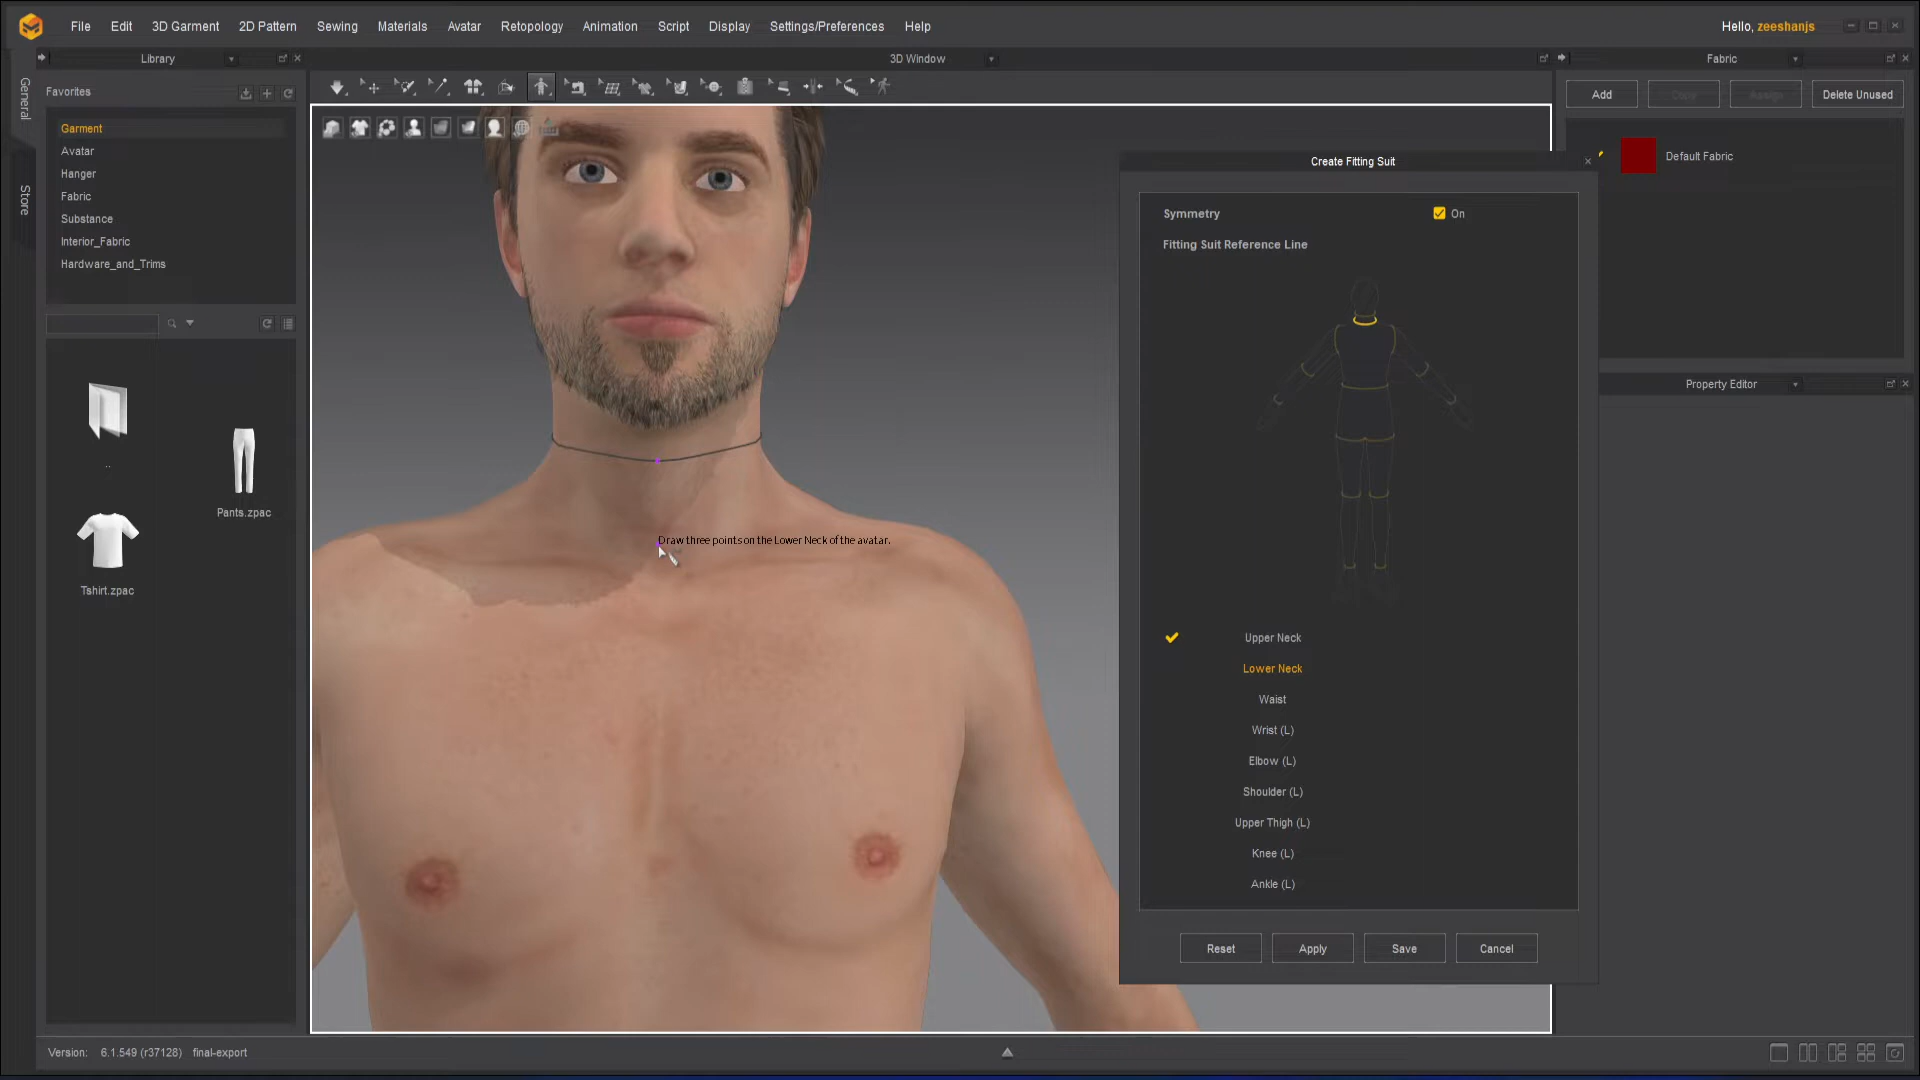 File Edit 3D Garment 2D Pattern Sewing Materials Avatar Retopology Animation Script Display Settings/Preferences Help
Hello, zeeshanjs
Library
3D Window
Fabric
General
Store
Favorites
Garment
Avatar
Hanger
Fabric
Substance
Interior_Fabric
Hardware_and_Trims
..
Pants.zpac
Tshirt.zpac
Draw three points on the Lower Neck of the avatar.
Create Fitting Suit
Symmetry
On
Fitting Suit Reference Line
Upper Neck
Lower Neck
Waist
Wrist (L)
Elbow (L)
Shoulder (L)
Upper Thigh (L)
Knee (L)
Ankle (L)
Reset Apply Save Cancel
Add Copy Assign Delete Unused
Default Fabric
Property Editor
Version: 6.1.549 (r37128) final-export